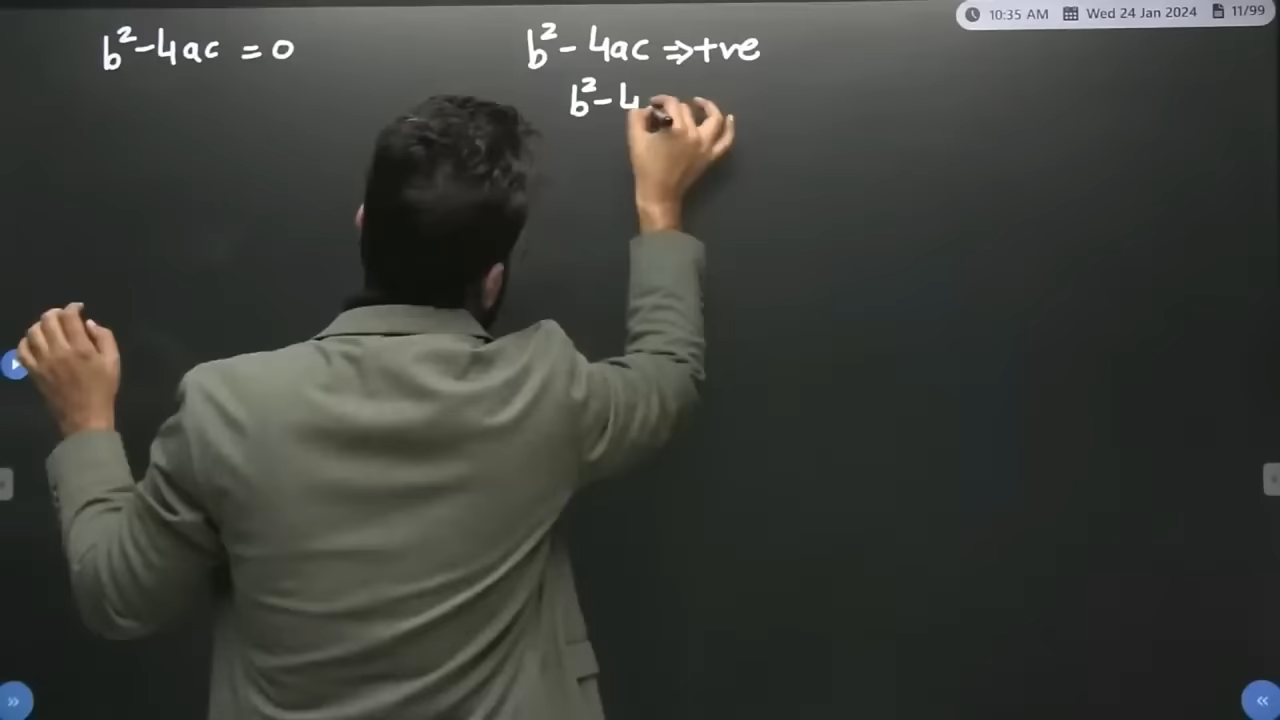 10:35 AM Wed 24 Jan 2024 11/99
b²-4ac = 0
b²-4ac ⇒ +ve
b²-4